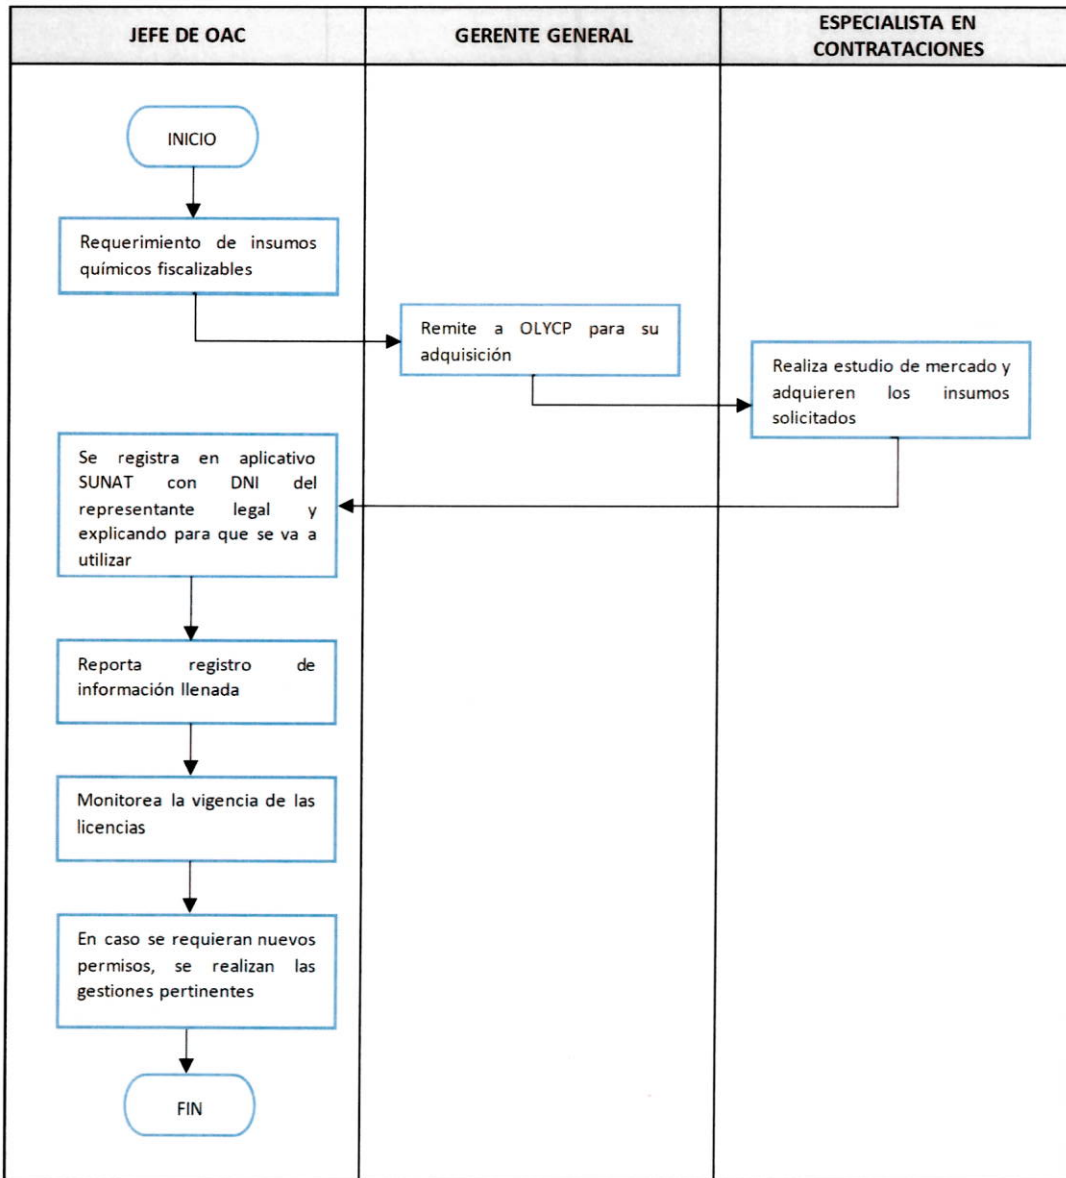 JEFE DE OAC
GERENTE GENERAL
ESPECIALISTA EN
CONTRATACIONES
INICIO
Requerimiento de insumos
químicos fiscalizables
Remite a OLYCP para su
adquisición
Realiza estudio de mercado y
adquieren los insumos
solicitados
Se registra en aplicativo
SUNAT con DNI del
representante legal y
explicando para que se va a
utilizar
Reporta registro de
información llenada
Monitorea la vigencia de las
licencias
En caso se requieran nuevos
permisos, se realizan las
gestiones pertinentes
FIN